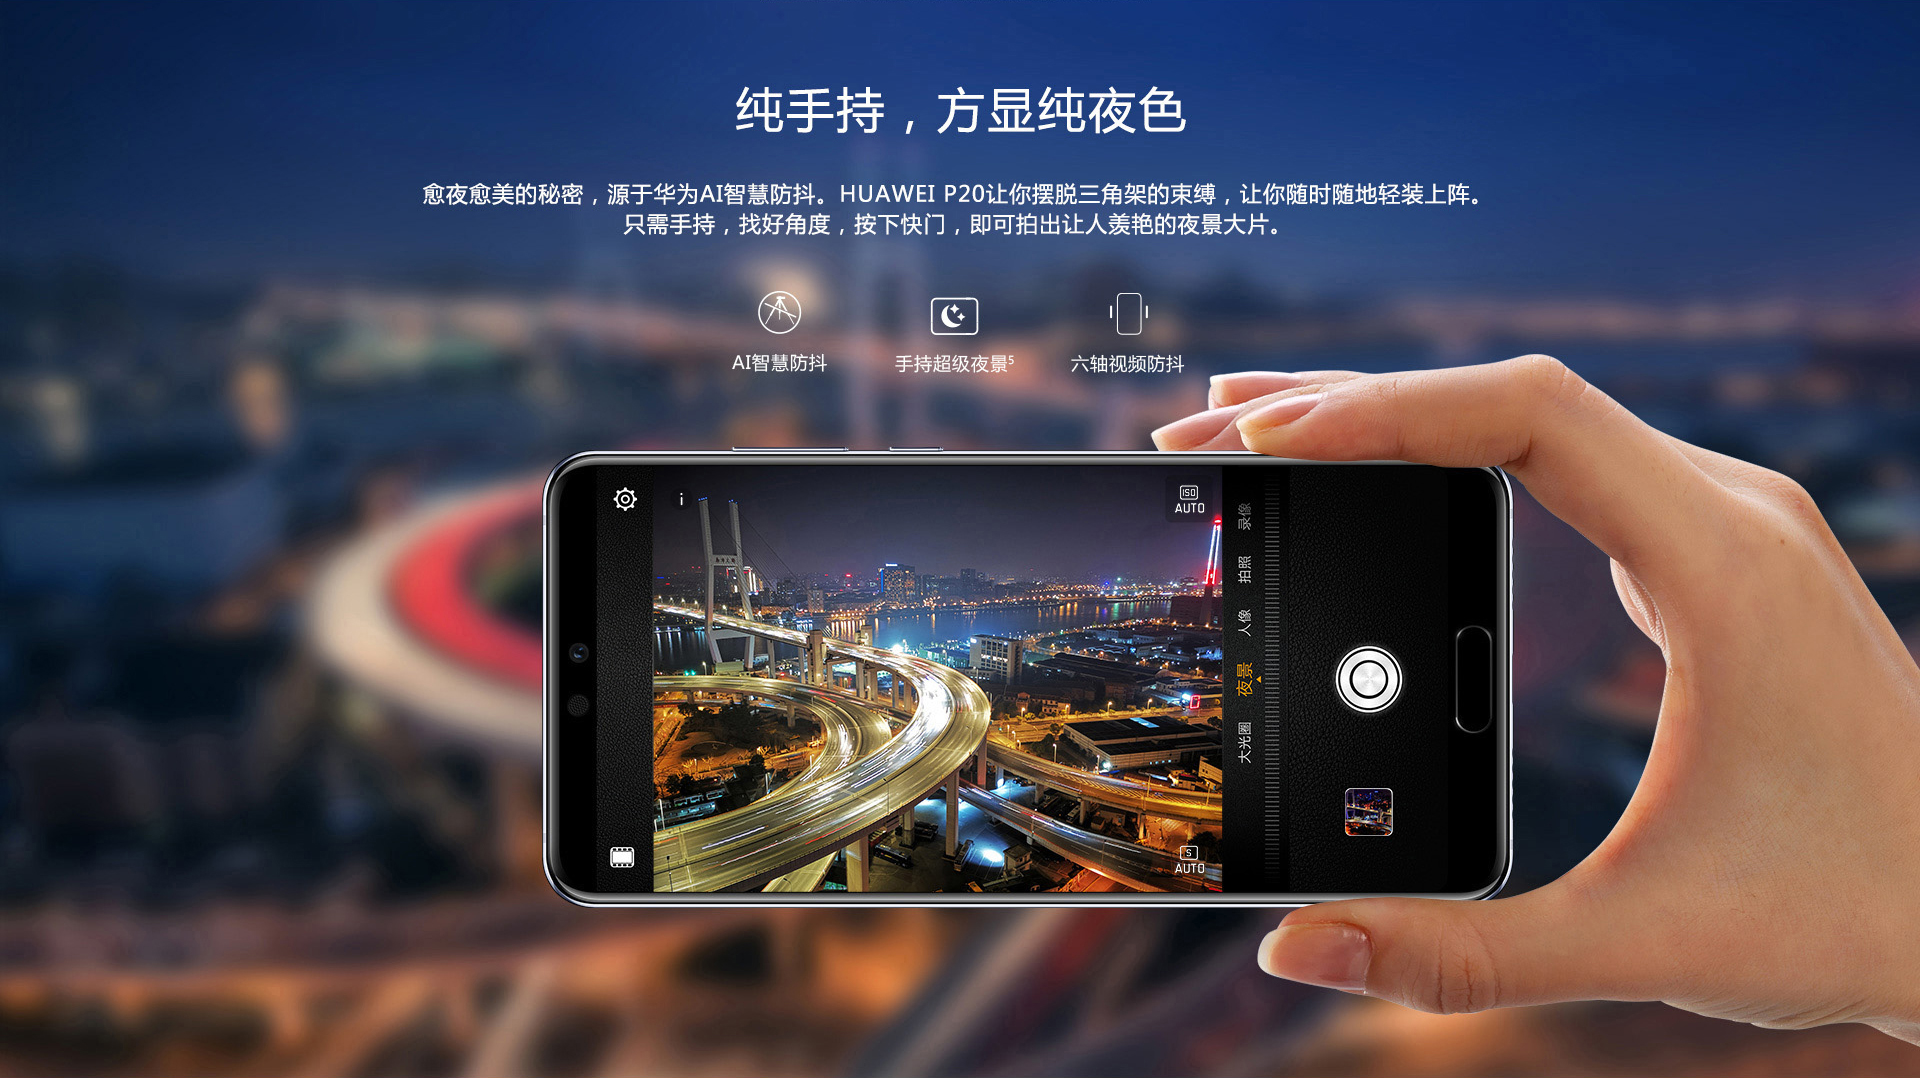 纯手持，方显纯夜色
愈夜愈美的秘密，源于华为AI智慧防抖。HUAWEI P20让你摆脱三角架的束缚，让你随时随地轻装上阵。
只需手持，找好角度，按下快门，即可拍出让人羡艳的夜景大片。
AI智慧防抖
手持超级夜景5
六轴视频防抖
i
ISO
AUTO
录像
拍照
人像
夜景
大光圈
S
AUTO